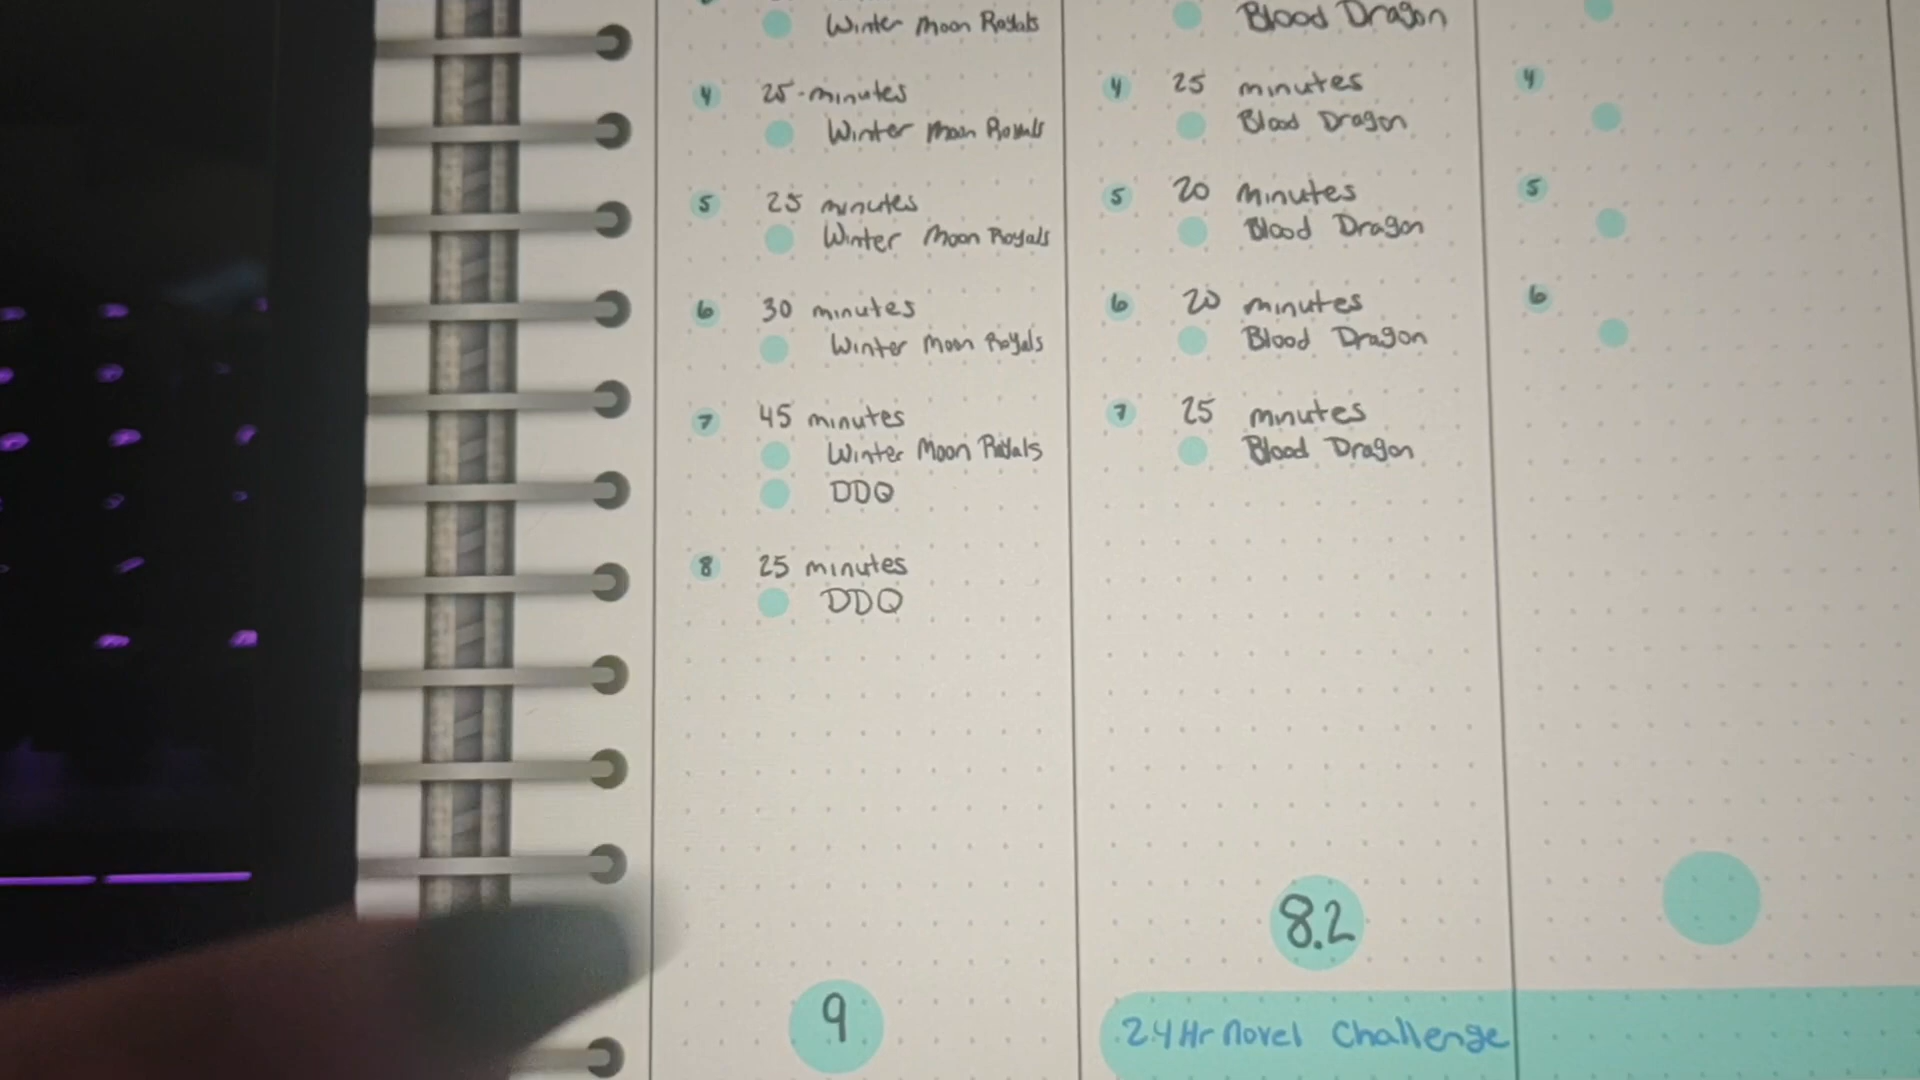 Winter Moon Royals
4 25-minutes
Winter Moon Royals
5 25 minutes
Winter Moon Royals
6 30 minutes
Winter Moon Royals
7 45 minutes
Winter Moon Royals
DDQ
8 25 minutes
DDQ
9
Blood Dragon
4 25 minutes
Blood Dragon
5 20 minutes
Blood Dragon
6 20 minutes
Blood Dragon
7 25 minutes
Blood Dragon
8.2
24 Hr Novel Challenge
4
5
6